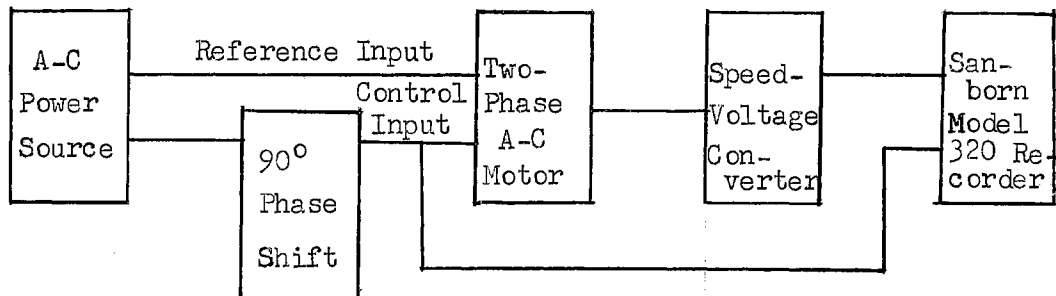 A-C
Power
Source
Reference Input
Control
Input
90°
Phase
Shift
Two-
Phase
A-C
Motor
Speed-
Voltage
Con-
verter
San-
born
Model
320 Re-
corder